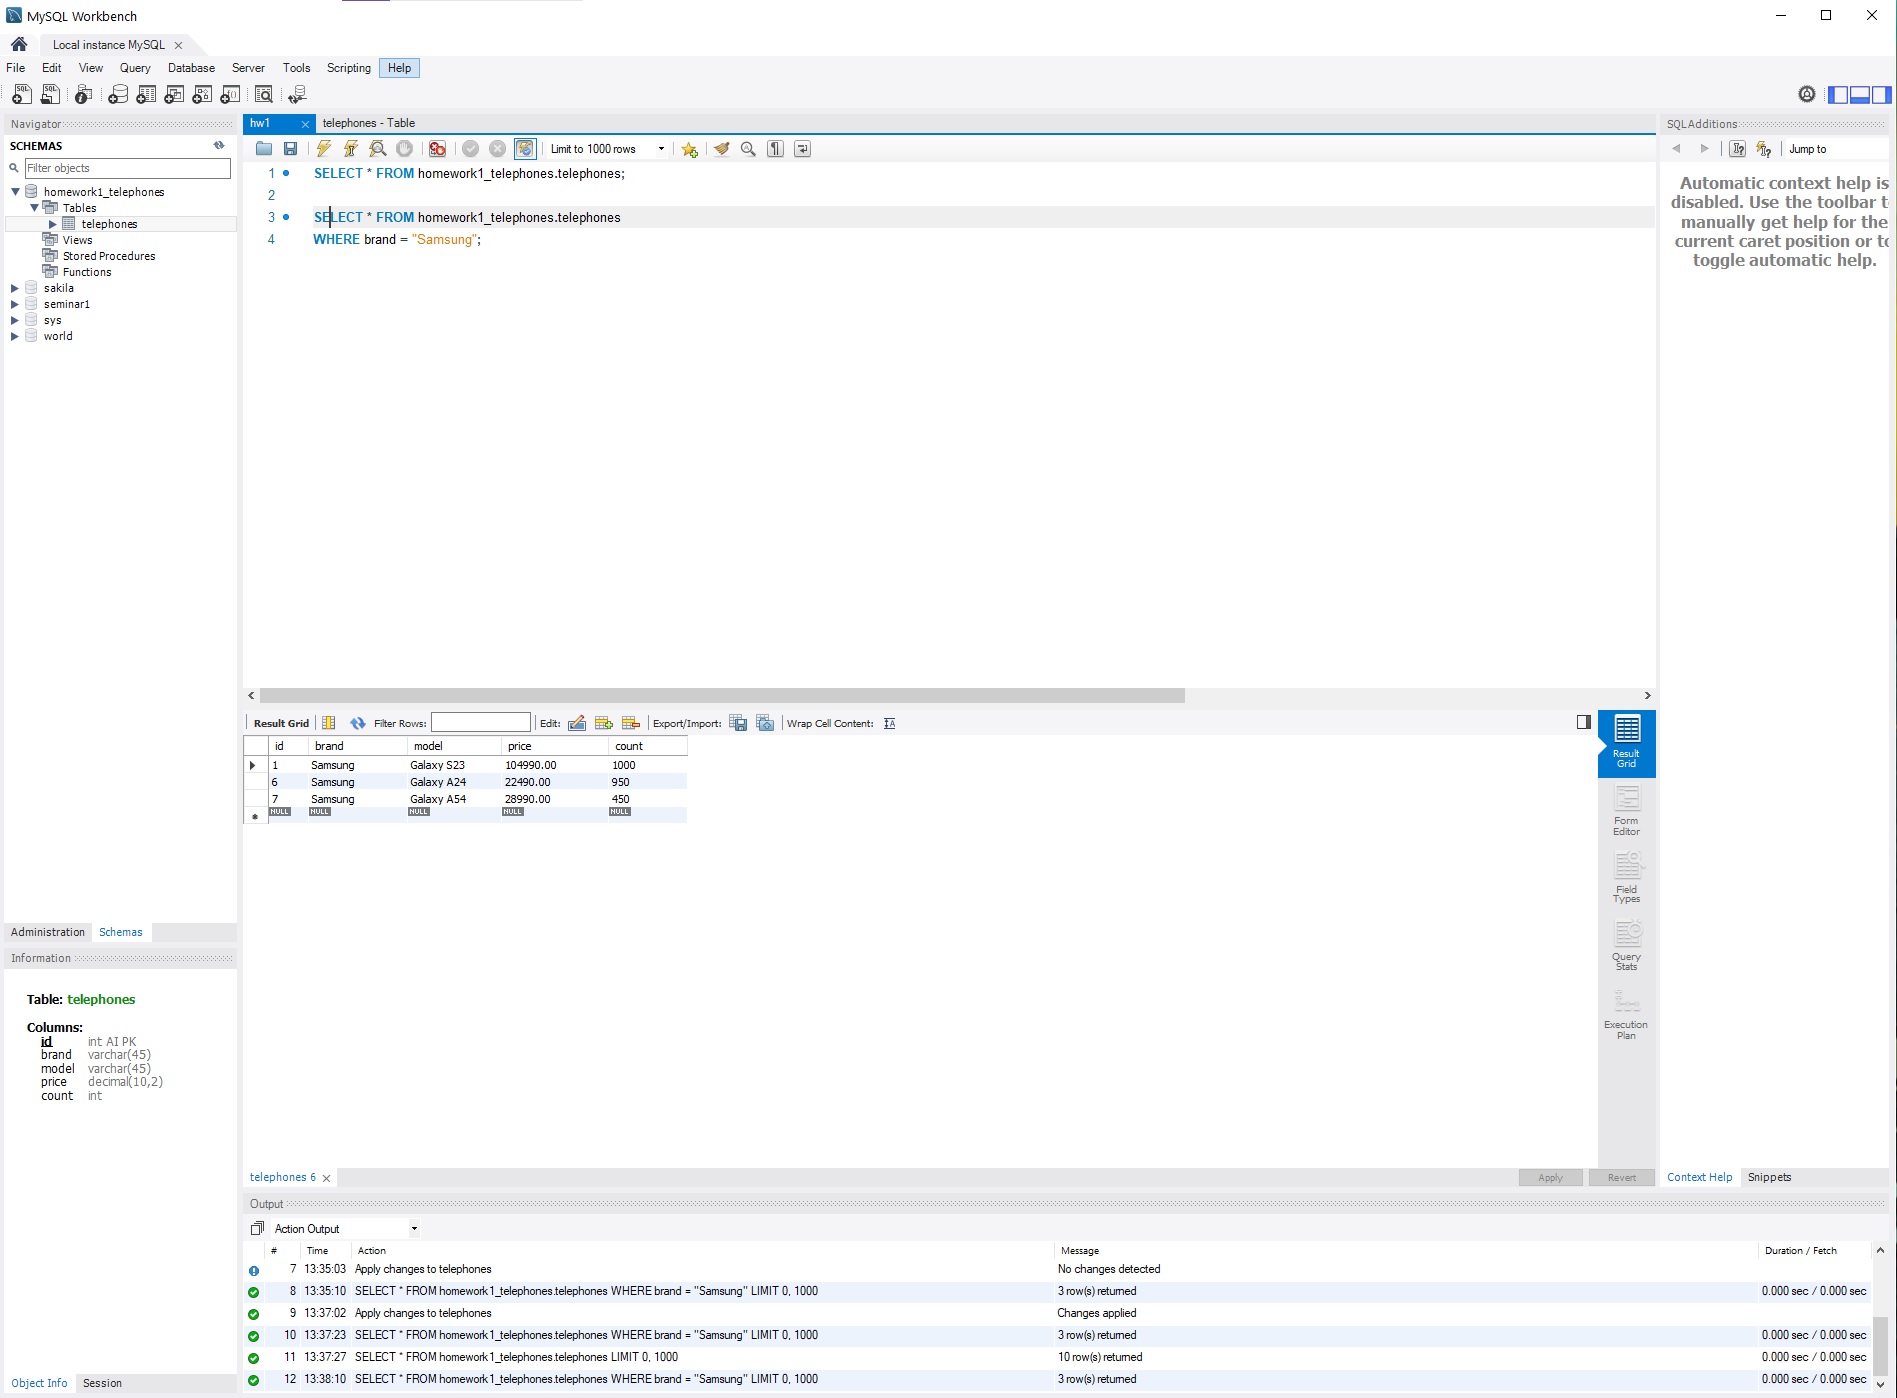 MySQL Workbench
Local instance MySQL
File Edit View Query Database Server Tools Scripting Help
Navigator
SCHEMAS
Filter objects
homework1_telephones
Tables
telephones
Views
Stored Procedures
Functions
sakila
seminar1
sys
world
Administration Schemas
Information
Table: telephones
Columns:
id int AI PK
brand varchar(45)
model varchar(45)
price decimal(10,2)
count int
Object Info Session
hw1 telephones - Table
Limit to 1000 rows
1 SELECT * FROM homework1_telephones.telephones;
2
3 SELECT * FROM homework1_telephones.telephones
4 WHERE brand = "Samsung";
Result Grid Filter Rows: Edit: Export/Import: Wrap Cell Content:
id brand model price count
1 Samsung Galaxy S23 104990.00 1000
6 Samsung Galaxy A24 22490.00 950
7 Samsung Galaxy A54 28990.00 450
NULL NULL NULL NULL NULL
Result
Grid
Form
Editor
Field
Types
Query
Stats
Execution
Plan
telephones 6
Apply Revert
SQLAdditions
Jump to
Automatic context help is
disabled. Use the toolbar t
manually get help for the
current caret position or to
toggle automatic help.
Context Help Snippets
Output
Action Output
# Time Action Message Duration / Fetch
7 13:35:03 Apply changes to telephones No changes detected
8 13:35:10 SELECT * FROM homework1_telephones.telephones WHERE brand = "Samsung" LIMIT 0, 1000 3 row(s) returned 0.000 sec / 0.000 sec
9 13:37:02 Apply changes to telephones Changes applied
10 13:37:23 SELECT * FROM homework1_telephones.telephones WHERE brand = "Samsung" LIMIT 0, 1000 3 row(s) returned 0.000 sec / 0.000 sec
11 13:37:27 SELECT * FROM homework1_telephones.telephones LIMIT 0, 1000 10 row(s) returned 0.000 sec / 0.000 sec
12 13:38:10 SELECT * FROM homework1_telephones.telephones WHERE brand = "Samsung" LIMIT 0, 1000 3 row(s) returned 0.000 sec / 0.000 sec